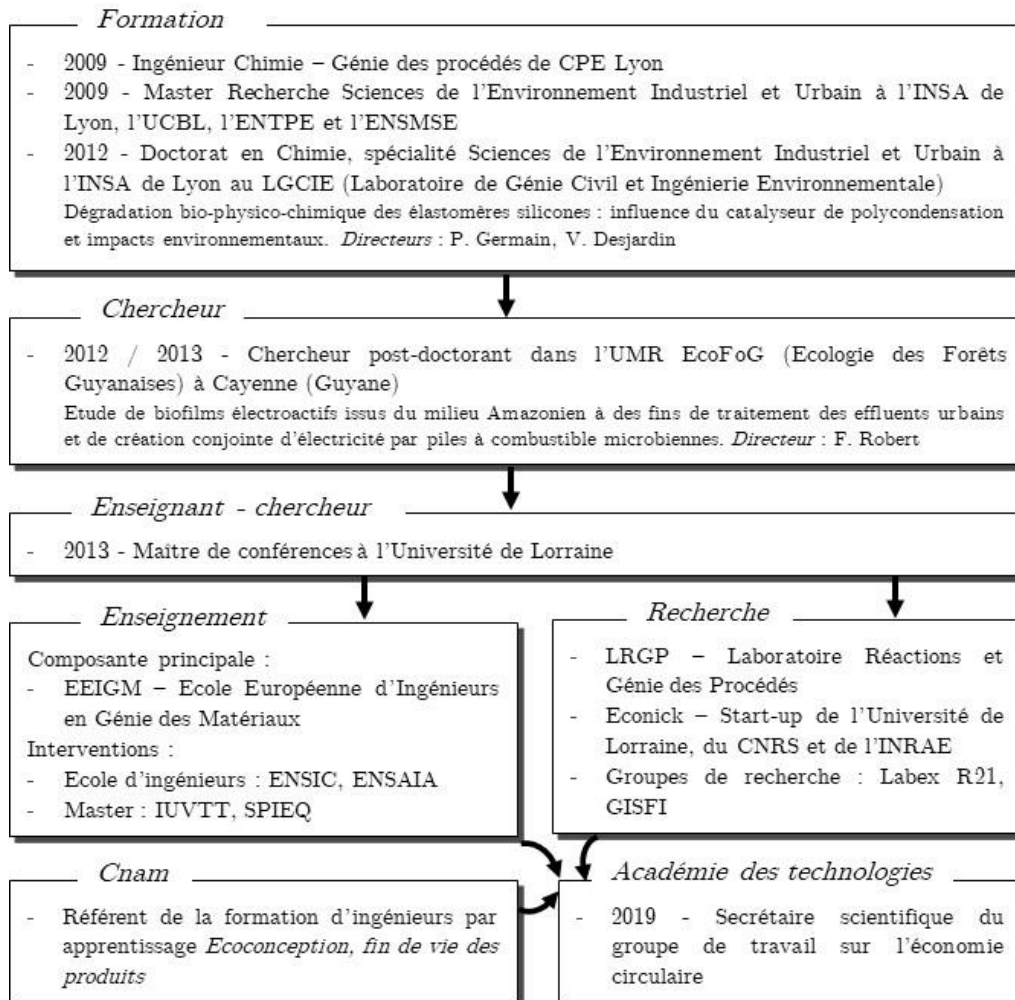 Formation
- 2009 - Ingénieur Chimie – Génie des procédés de CPE Lyon
- 2009 - Master Recherche Sciences de l'Environnement Industriel et Urbain à l'INSA de
Lyon, l'UCBL, l'ENTPE et l'ENSMSE
- 2012 - Doctorat en Chimie, spécialité Sciences de l'Environnement Industriel et Urbain à
l'INSA de Lyon au LGCIE (Laboratoire de Génie Civil et Ingénierie Environnementale)
Dégradation bio-physico-chimique des élastomères silicones : influence du catalyseur de polycondensation
et impacts environnementaux. Directeurs : P. Germain, V. Desjardin
Chercheur
- 2012 / 2013 - Chercheur post-doctorant dans l'UMR EcoFoG (Ecologie des Forêts
Guyanaises) à Cayenne (Guyane)
Etude de biofilms électroactifs issus du milieu Amazonien à des fins de traitement des effluents urbains
et de création conjointe d'électricité par piles à combustible microbiennes. Directeur : F. Robert
Enseignant - chercheur
- 2013 - Maître de conférences à l'Université de Lorraine
Enseignement
Composante principale :
- EEIGM – Ecole Européenne d'Ingénieurs
en Génie des Matériaux
Interventions :
- Ecole d'ingénieurs : ENSIC, ENSAIA
- Master : IUVTT, SPIEQ
Recherche
- LRGP – Laboratoire Réactions et
Génie des Procédés
- Econick – Start-up de l'Université de
Lorraine, du CNRS et de l'INRAE
- Groupes de recherche : Labex R21,
GISFI
Cnam
- Référent de la formation d'ingénieurs par
apprentissage Ecoconception, fin de vie des
produits
Académie des technologies
- 2019 - Secrétaire scientifique du
groupe de travail sur l'économie
circulaire